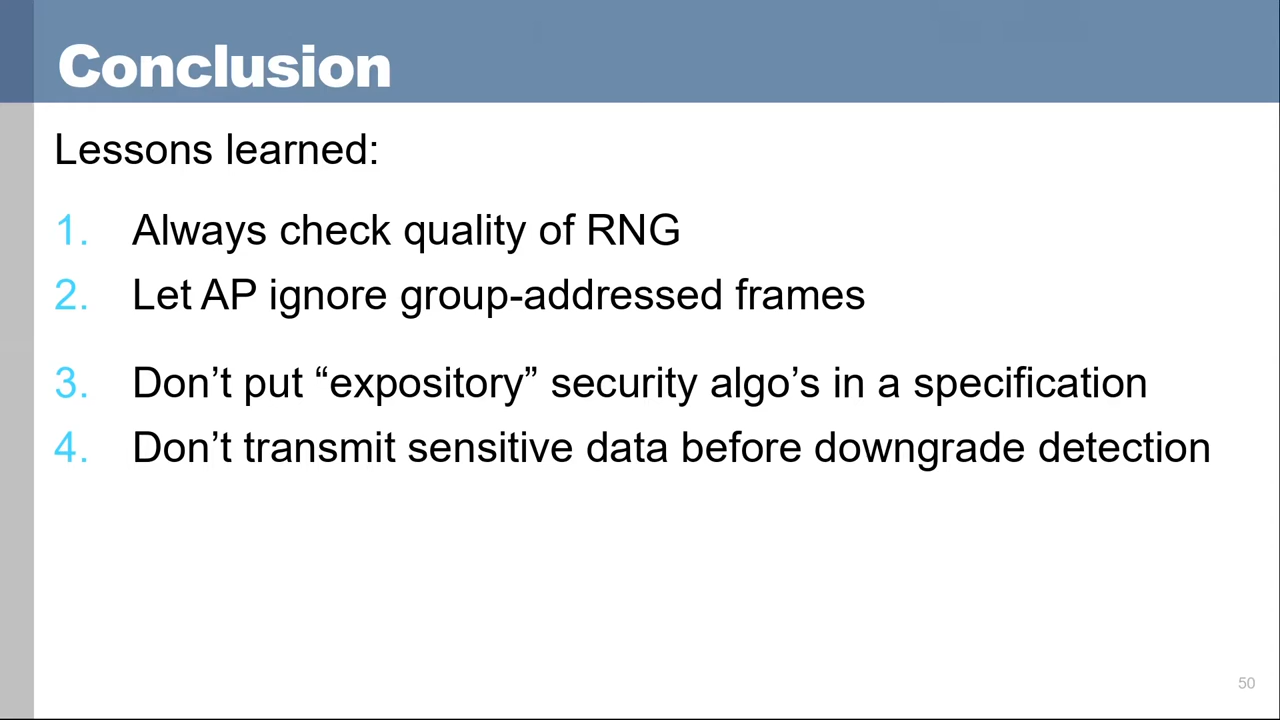 Conclusion
Lessons learned:
1. Always check quality of RNG
2. Let AP ignore group-addressed frames
3. Don’t put “expository” security algo’s in a specification
4. Don’t transmit sensitive data before downgrade detection
50